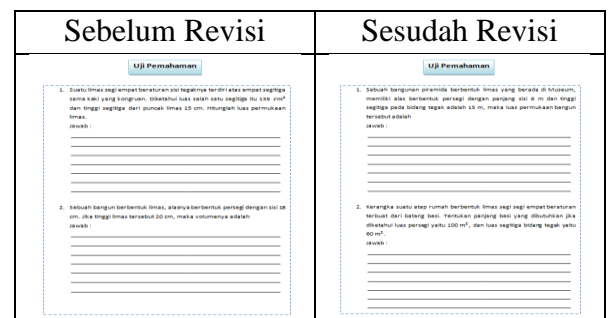 Sebelum Revisi
Uji Pemahaman
1. Suatu limas segi empat beraturan sisi tegaknya terdiri atas empat segitiga
sama kaki yang kongruen. Diketahui luas salah satu segitiga itu 135 cm²
dan tinggi segitiga dari puncak limas 15 cm. Hitunglah luas permukaan
limas.
Jawab :
2. Sebuah bangun berbentuk limas, alasnya berbentuk persegi dengan sisi 18
cm. Jika tinggi limas tersebut 20 cm, maka volumenya adalah
Jawab :
Sesudah Revisi
Uji Pemahaman
1. Sebuah bangunan piramida berbentuk limas yang berada di Museum,
memiliki alas berbentuk persegi dengan panjang sisi 6 m dan tinggi
segitiga pada bidang tegak adalah 15 m, maka luas permukaan bangun
tersebut adalah
Jawab :
2. Kerangka suatu atap rumah berbentuk limas segi segi empat beraturan
terbuat dari batang besi. Tentukan panjang besi yang dibutuhkan jika
diketahui luas persegi yaitu 100 m², dan luas segitiga bidang tegak yaitu
60 m².
Jawab :